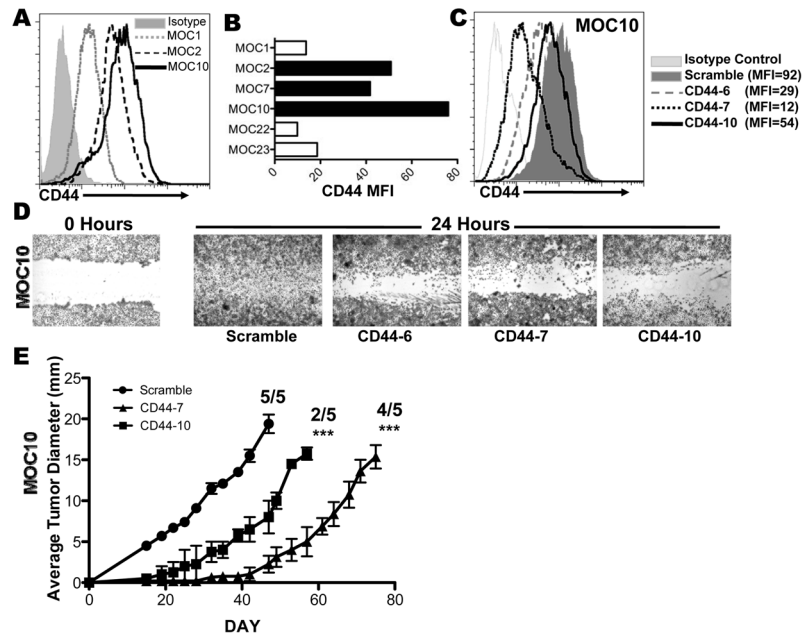 A
Isotype
MOC1
MOC2
MOC10
CD44
B
MOC1
MOC2
MOC7
MOC10
MOC22
MOC23
0 20 40 60 80
CD44 MFI
C
MOC10
Isotype Control
Scramble (MFI=92)
CD44-6 (MFI=29)
CD44-7 (MFI=12)
CD44-10 (MFI=54)
CD44
D
0 Hours 24 Hours
MOC10
Scramble CD44-6 CD44-7 CD44-10
E
MOC10
Average Tumor Diameter (mm)
25
20
15
10
5
0
Scramble
CD44-7
CD44-10
5/5
2/5
***
4/5
***
0 20 40 60 80
DAY